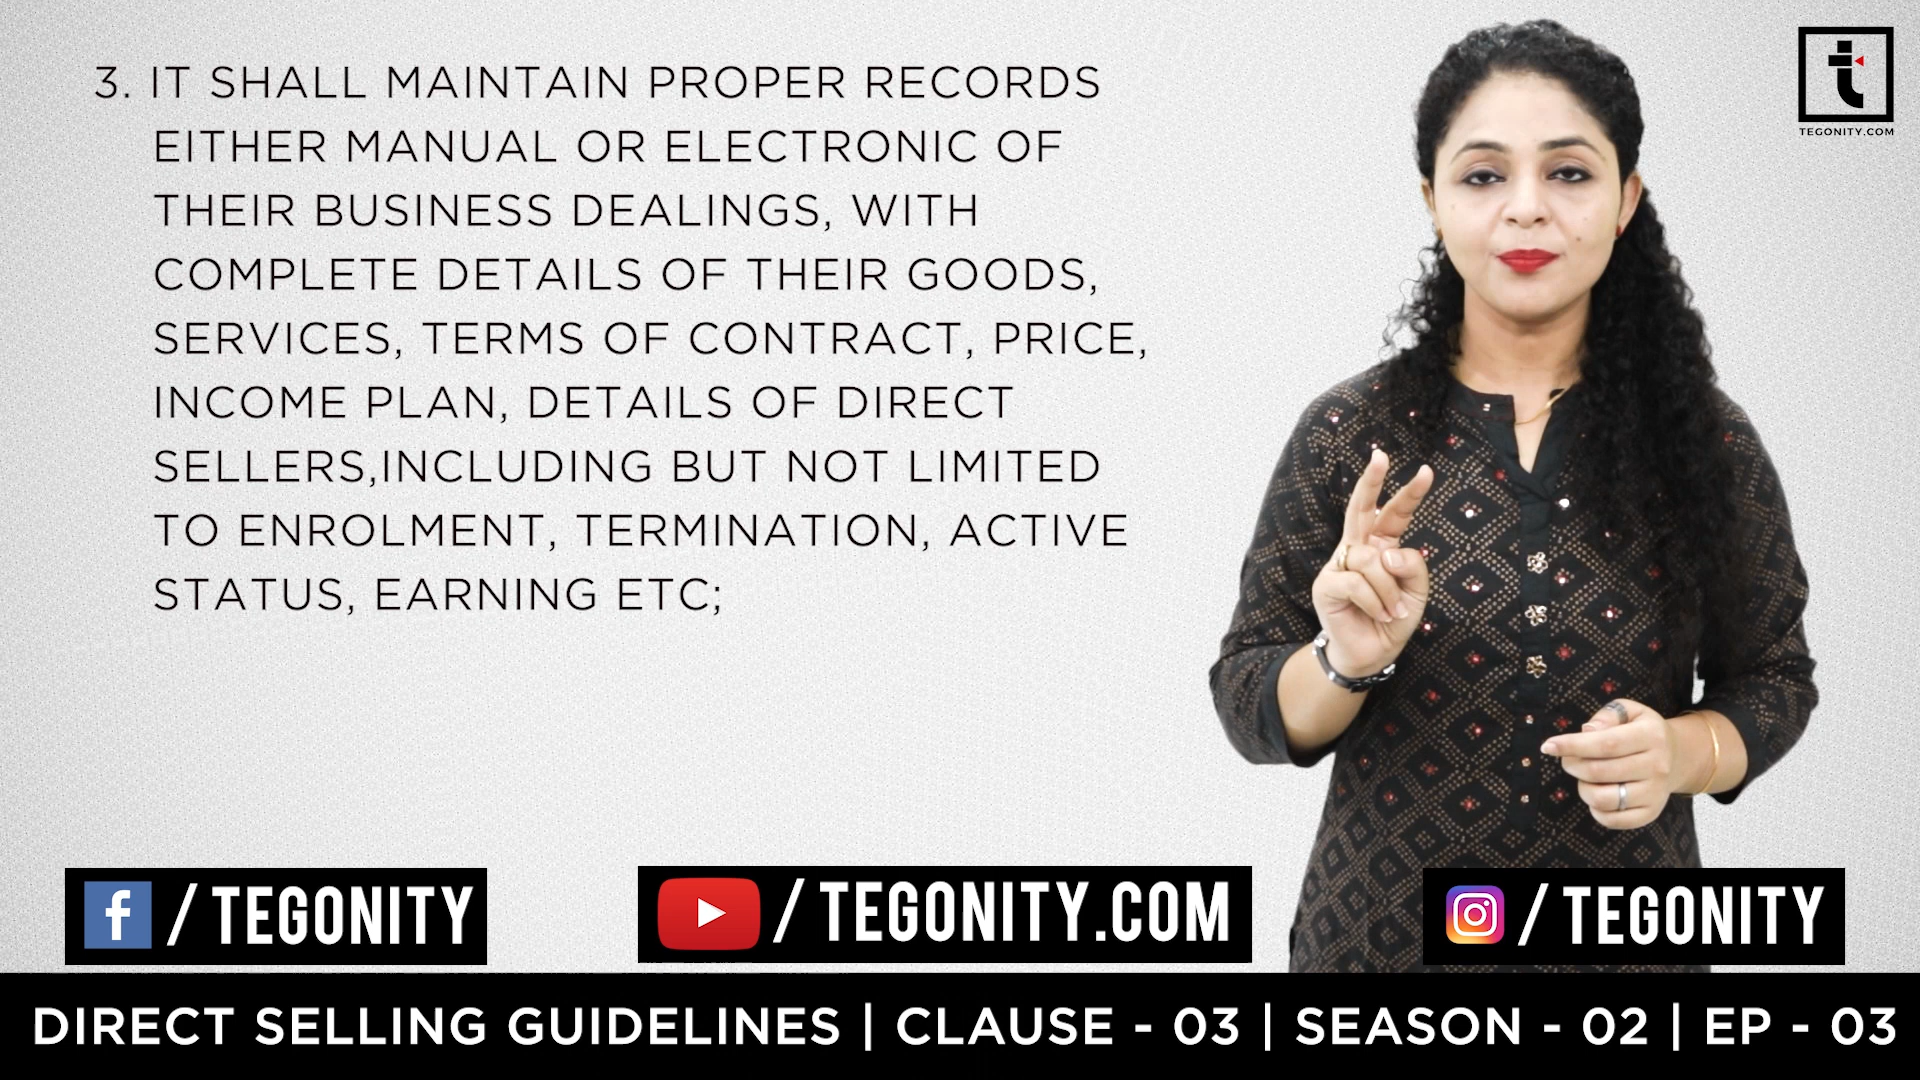 3. IT SHALL MAINTAIN PROPER RECORDS
EITHER MANUAL OR ELECTRONIC OF
THEIR BUSINESS DEALINGS, WITH
COMPLETE DETAILS OF THEIR GOODS,
SERVICES, TERMS OF CONTRACT, PRICE,
INCOME PLAN, DETAILS OF DIRECT
SELLERS,INCLUDING BUT NOT LIMITED
TO ENROLMENT, TERMINATION, ACTIVE
STATUS, EARNING ETC;
t
TEGONITY.COM
f / TEGONITY
/ TEGONITY.COM
/ TEGONITY
DIRECT SELLING GUIDELINES | CLAUSE - 03 | SEASON - 02 | EP - 03